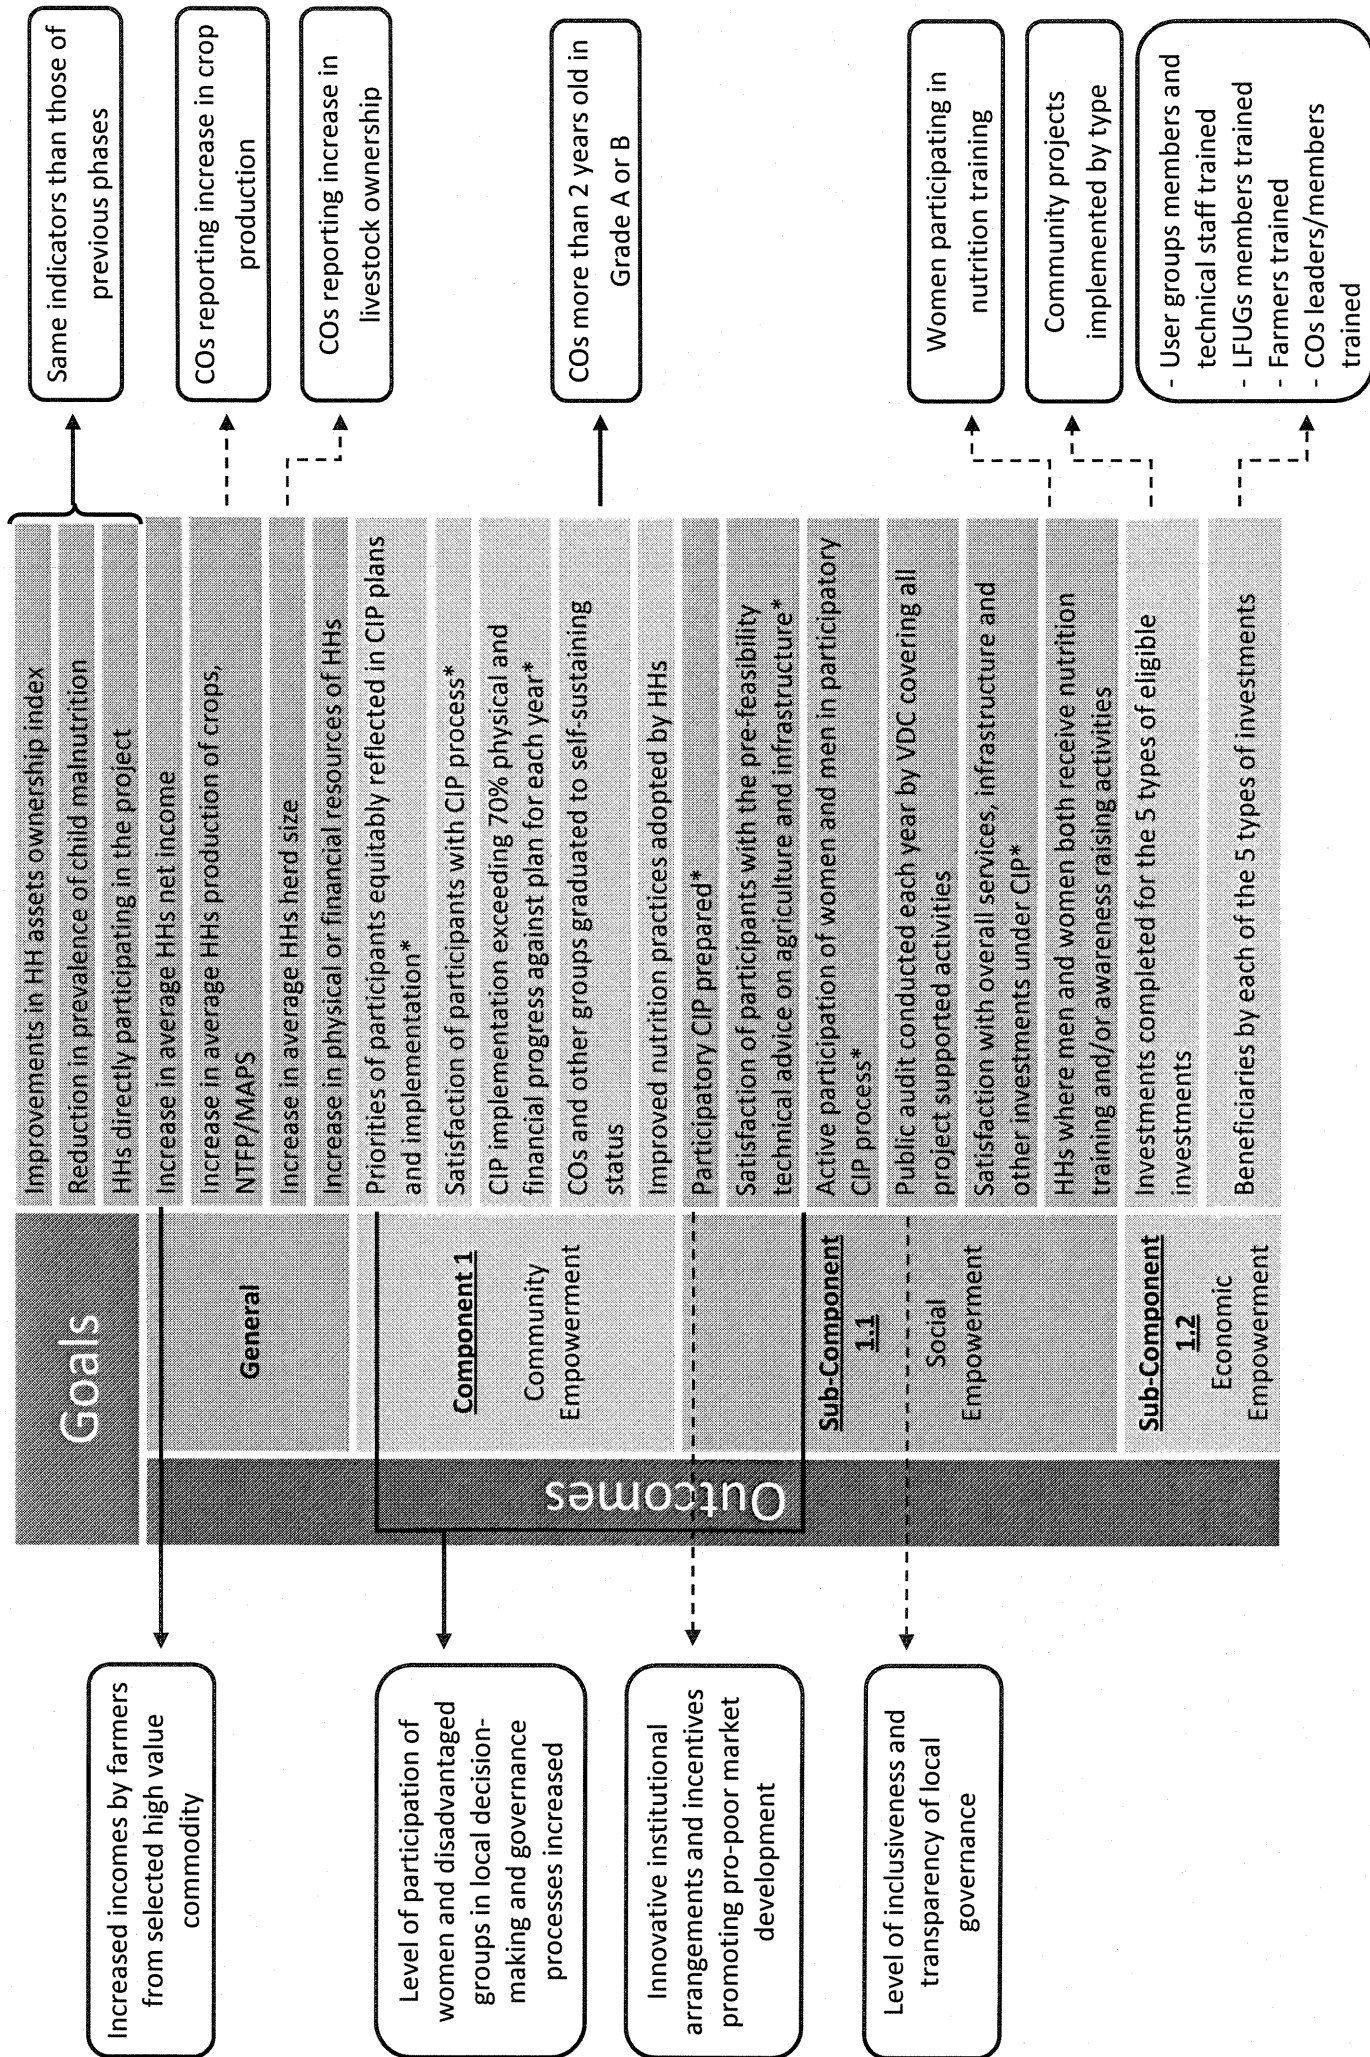 Increased incomes by farmers
from selected high value
commodity
Level of participation of
women and disadvantaged
groups in local decision-
making and governance
processes increased
Innovative institutional
arrangements and incentives
promoting pro-poor market
development
Level of inclusiveness and
transparency of local
governance
Goals
Outcomes
General
Component 1
Community
Empowerment
Sub-Component
1.1
Social
Empowerment
Sub-Component
1.2
Economic
Empowerment
Improvements in HH assets ownership index
Reduction in prevalence of child malnutrition
HHs directly participating in the project
Increase in average HHs net income
Increase in average HHs production of crops,
NTFP/MAPS
Increase in average HHs herd size
Increase in physical or financial resources of HHs
Priorities of participants equitably reflected in CIP plans
and implementation*
Satisfaction of participants with CIP process*
CIP implementation exceeding 70% physical and
financial progress against plan for each year*
COs and other groups graduated to self-sustaining
status
Improved nutrition practices adopted by HHs
Participatory CIP prepared*
Satisfaction of participants with the pre-feasibility
technical advice on agriculture and infrastructure*
Active participation of women and men in participatory
CIP process*
Public audit conducted each year by VDC covering all
project supported activities
Satisfaction with overall services, infrastructure and
other investments under CIP*
HHs where men and women both receive nutrition
training and/or awareness raising activities
Investments completed for the 5 types of eligible
investments
Beneficiaries by each of the 5 types of investments
Same indicators than those of
previous phases
COs reporting increase in crop
production
COs reporting increase in
livestock ownership
COs more than 2 years old in
Grade A or B
Women participating in
nutrition training
Community projects
implemented by type
- User groups members and
technical staff trained
- LFUGs members trained
- Farmers trained
- COs leaders/members
trained